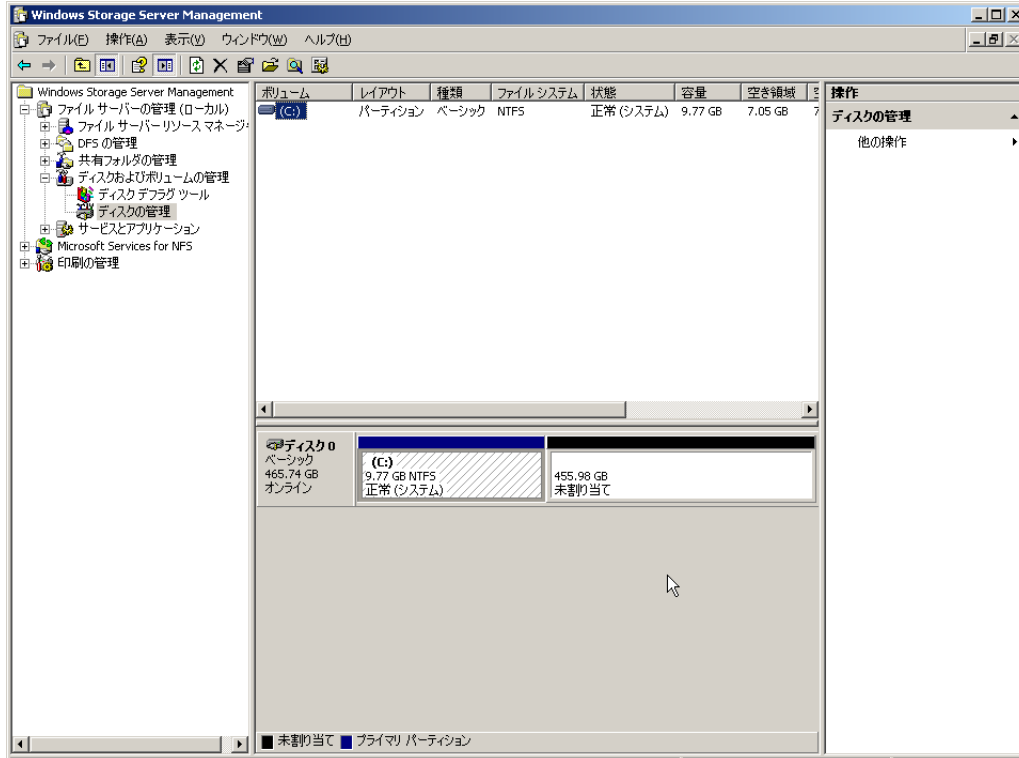 Windows Storage Server Management
ファイル(F) 操作(A) 表示(V) ウィンドウ(W) ヘルプ(H)
Windows Storage Server Management
ファイル サーバーの管理 (ローカル)
ファイル サーバー リソース マネージ
DFS の管理
共有フォルダの管理
ディスクおよびボリュームの管理
ディスク デフラグ ツール
ディスクの管理
サービスとアプリケーション
Microsoft Services for NFS
印刷の管理
ボリューム レイアウト 種類 ファイル システム 状態 容量 空き領域
(C:) パーティション ベーシック NTFS 正常 (システム) 9.77 GB 7.05 GB 7
ディスク 0
ベーシック
465.74 GB
オンライン
(C:)
9.77 GB NTFS
正常 (システム)
455.98 GB
未割り当て
未割り当て プライマリ パーティション
操作
ディスクの管理
他の操作